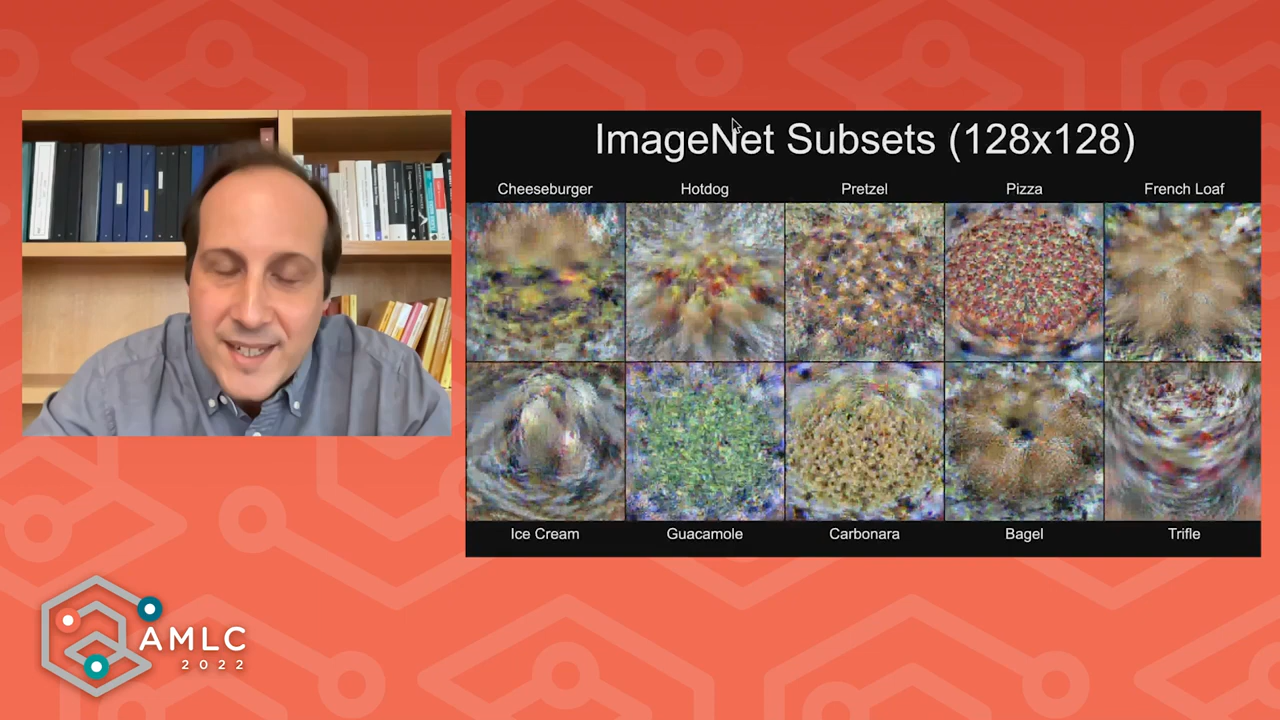 ImageNet Subsets (128x128)
Cheeseburger Hotdog Pretzel Pizza French Loaf
Ice Cream Guacamole Carbonara Bagel Trifle
AMLC
2022